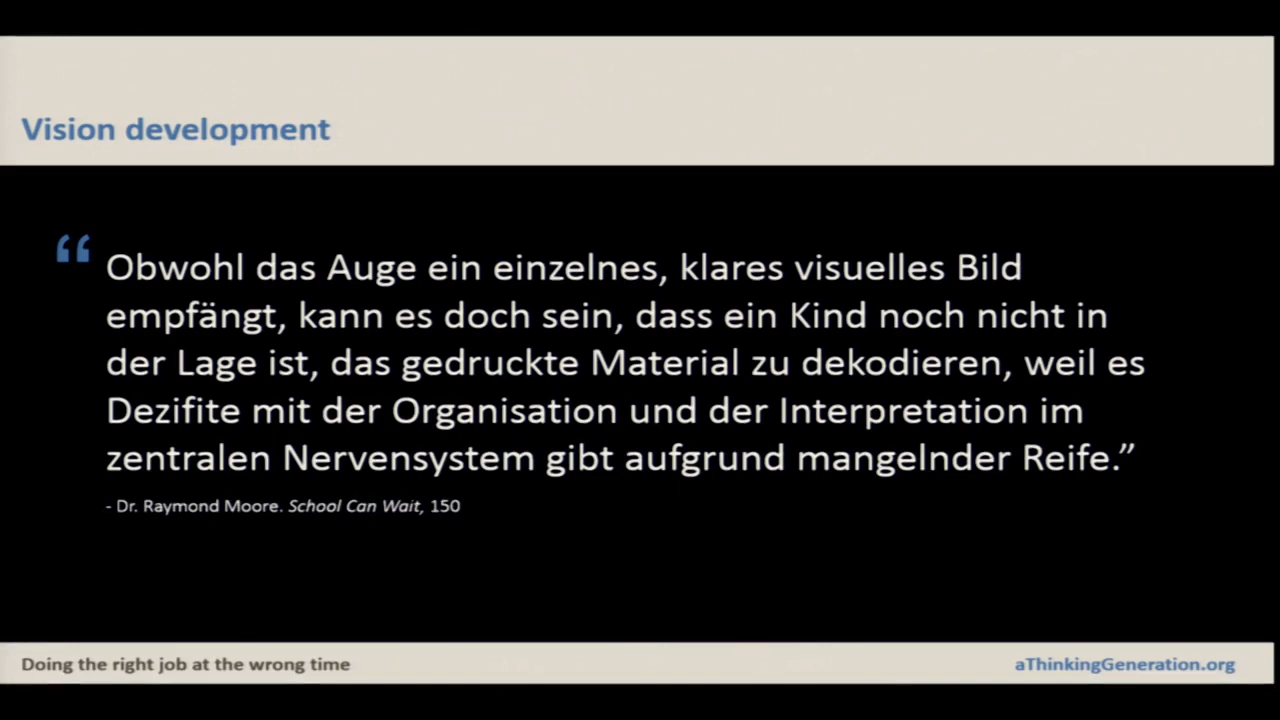 Vision development
“ Obwohl das Auge ein einzelnes, klares visuelles Bild
empfängt, kann es doch sein, dass ein Kind noch nicht in
der Lage ist, das gedruckte Material zu dekodieren, weil es
Dezifite mit der Organisation und der Interpretation im
zentralen Nervensystem gibt aufgrund mangelnder Reife.”
- Dr. Raymond Moore. School Can Wait, 150
Doing the right job at the wrong time
aThinkingGeneration.org